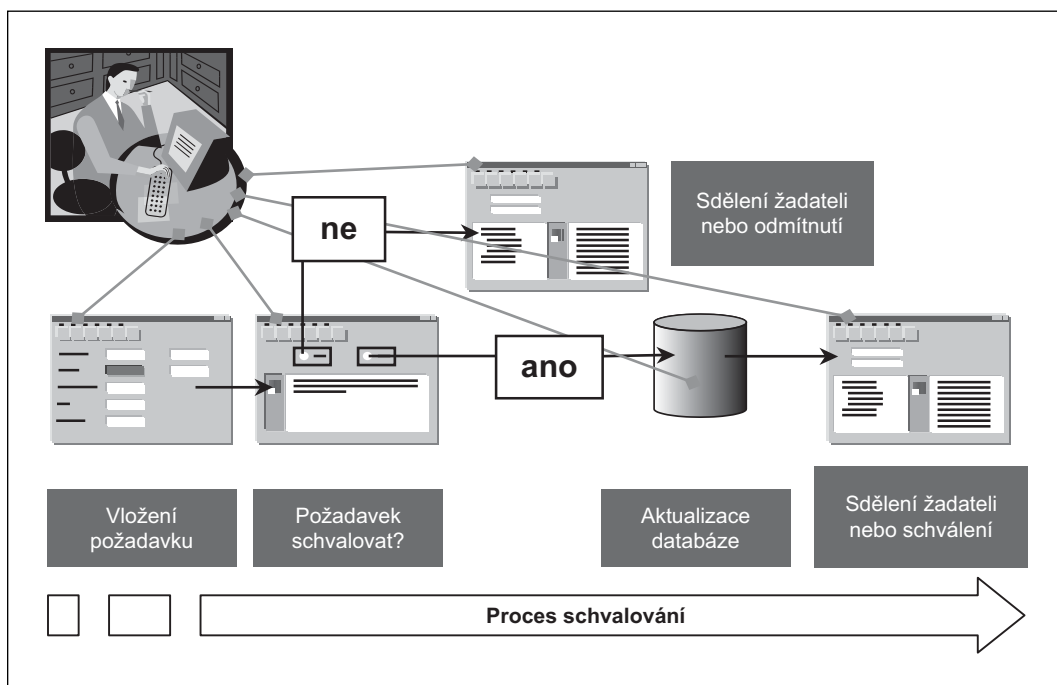 Sdělení žadateli
nebo odmítnutí
ne
ano
Vložení
požadavku
Požadavek
schvalovat?
Aktualizace
databáze
Sdělení žadateli
nebo schválení
Proces schvalování